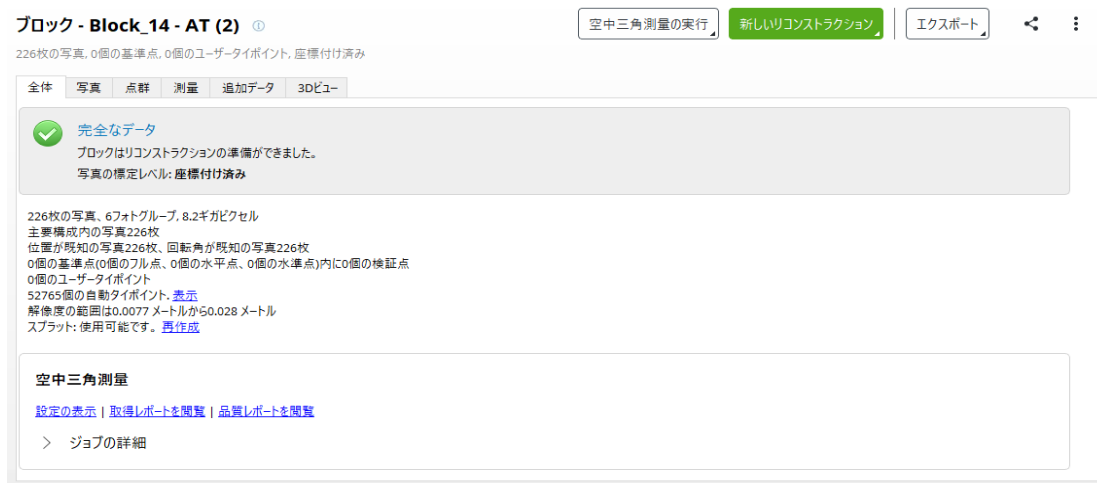 ブロック - Block_14 - AT (2)
空中三角測量の実行
新しいリコンストラクション
エクスポート
226枚の写真, 0個の基準点, 0個のユーザータイポイント, 座標付け済み
全体 写真 点群 測量 追加データ 3Dビュー
完全なデータ
ブロックはリコンストラクションの準備ができました。
写真の標定レベル: 座標付け済み
226枚の写真、6フォトグループ, 8.2ギガピクセル
主要構成内の写真226枚
位置が既知の写真226枚、回転角が既知の写真226枚
0個の基準点(0個のフル点、0個の水平点、0個の水準点)内に0個の検証点
0個のユーザータイポイント
52765個の自動タイポイント. 表示
解像度の範囲は0.0077 メートルから0.028 メートル
スプラット: 使用可能です。 再作成
空中三角測量
設定の表示 | 取得レポートを閲覧 | 品質レポートを閲覧
ジョブの詳細